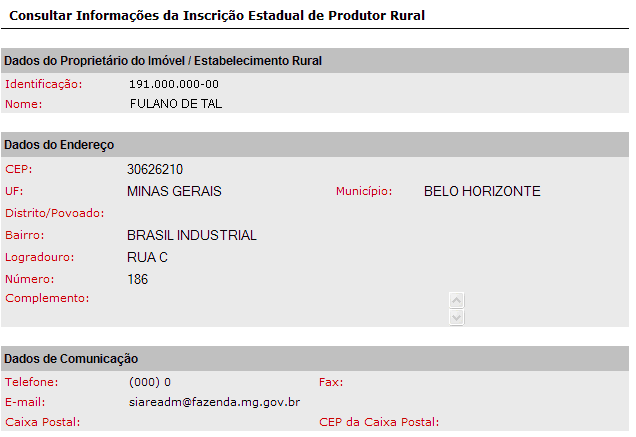 Consultar Informações da Inscrição Estadual de Produtor Rural
Dados do Proprietário do Imóvel / Estabelecimento Rural
Identificação: 191.000.000-00
Nome: FULANO DE TAL
Dados do Endereço
CEP: 30626210
UF: MINAS GERAIS Município: BELO HORIZONTE
Distrito/Povoado:
Bairro: BRASIL INDUSTRIAL
Logradouro: RUA C
Número: 186
Complemento:
Dados de Comunicação
Telefone: (000) 0 Fax:
E-mail: siareadm@fazenda.mg.gov.br
Caixa Postal: CEP da Caixa Postal: